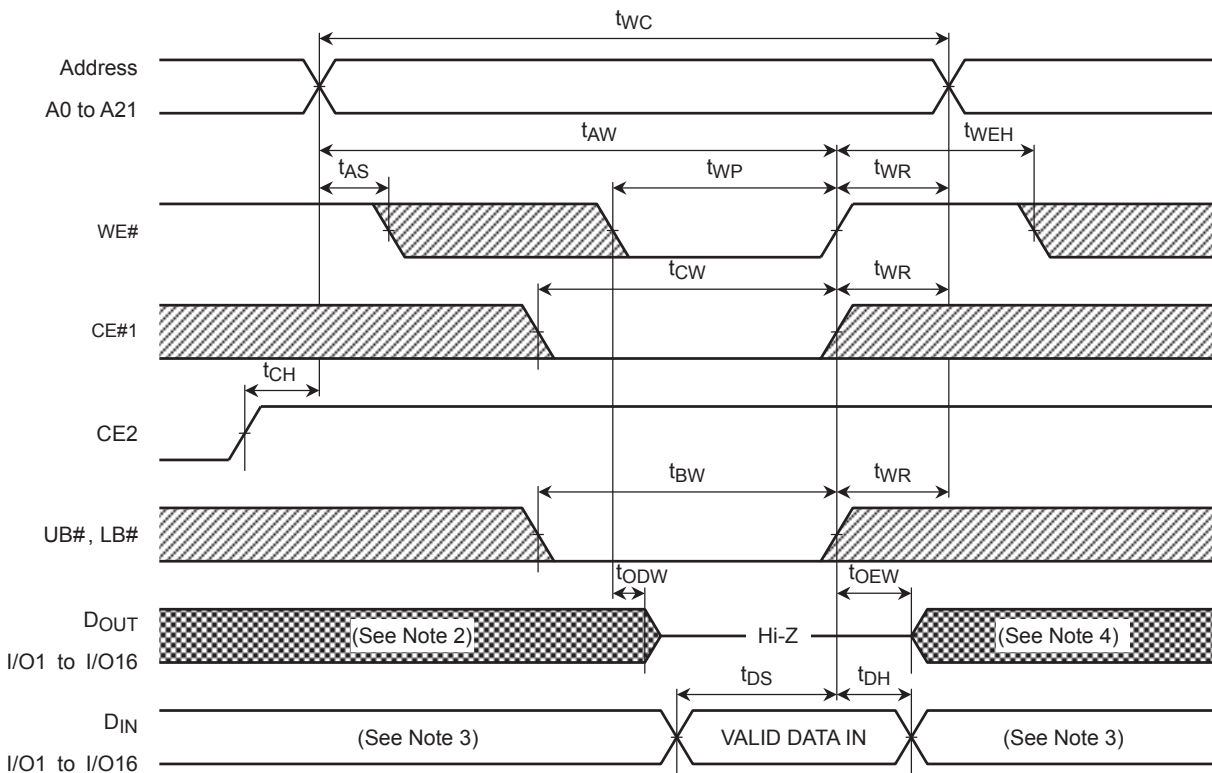 tWC
Address
A0 to A21
tAW
tWEH
tAS
tWP
tWR
WE#
tCW
tWR
CE#1
tCH
CE2
tBW
tWR
UB# , LB#
tODW
tOEW
DOUT
(See Note 2)
Hi-Z
(See Note 4)
I/O1 to I/O16
tDS
tDH
DIN
(See Note 3)
VALID DATA IN
(See Note 3)
I/O1 to I/O16